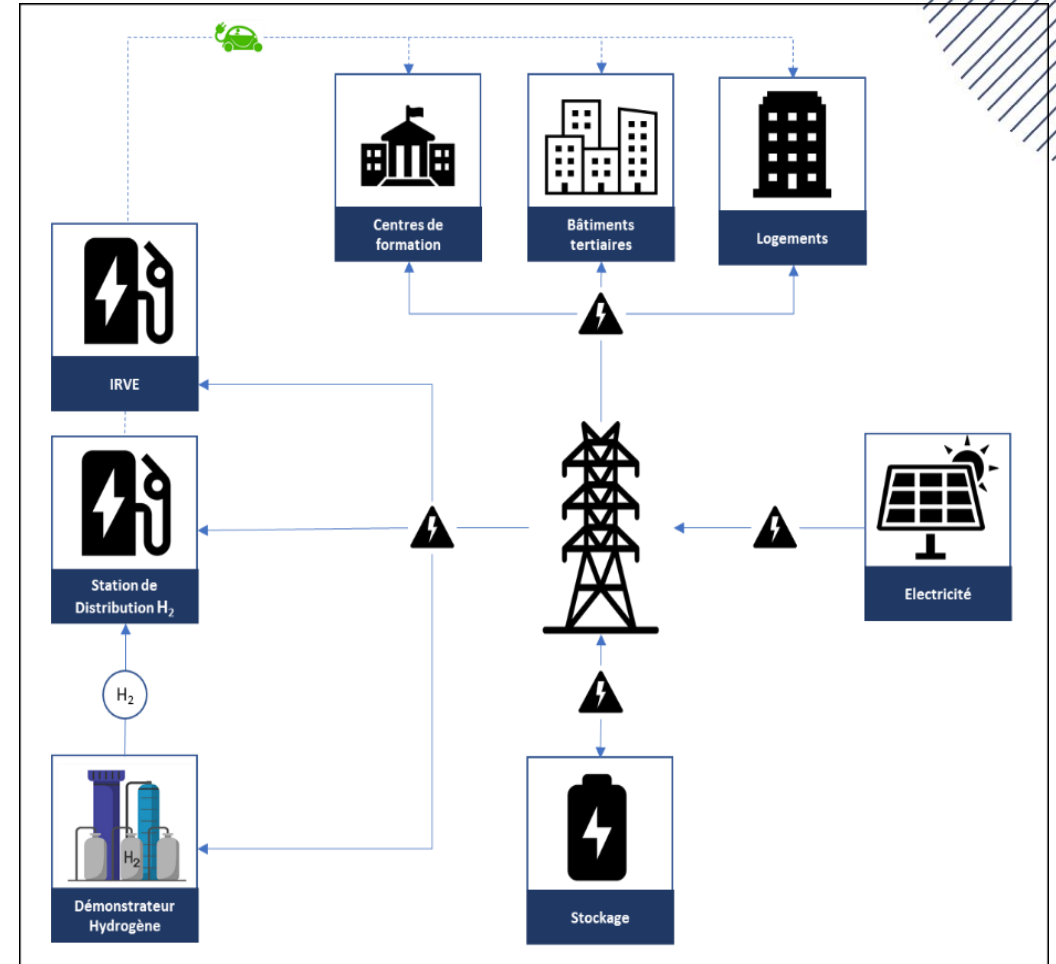 Centres de
formation
Bâtiments
tertiaires
Logements
IRVE
Station de
Distribution H₂
Electricité
H₂
H₂
Démonstrateur
Hydrogène
Stockage